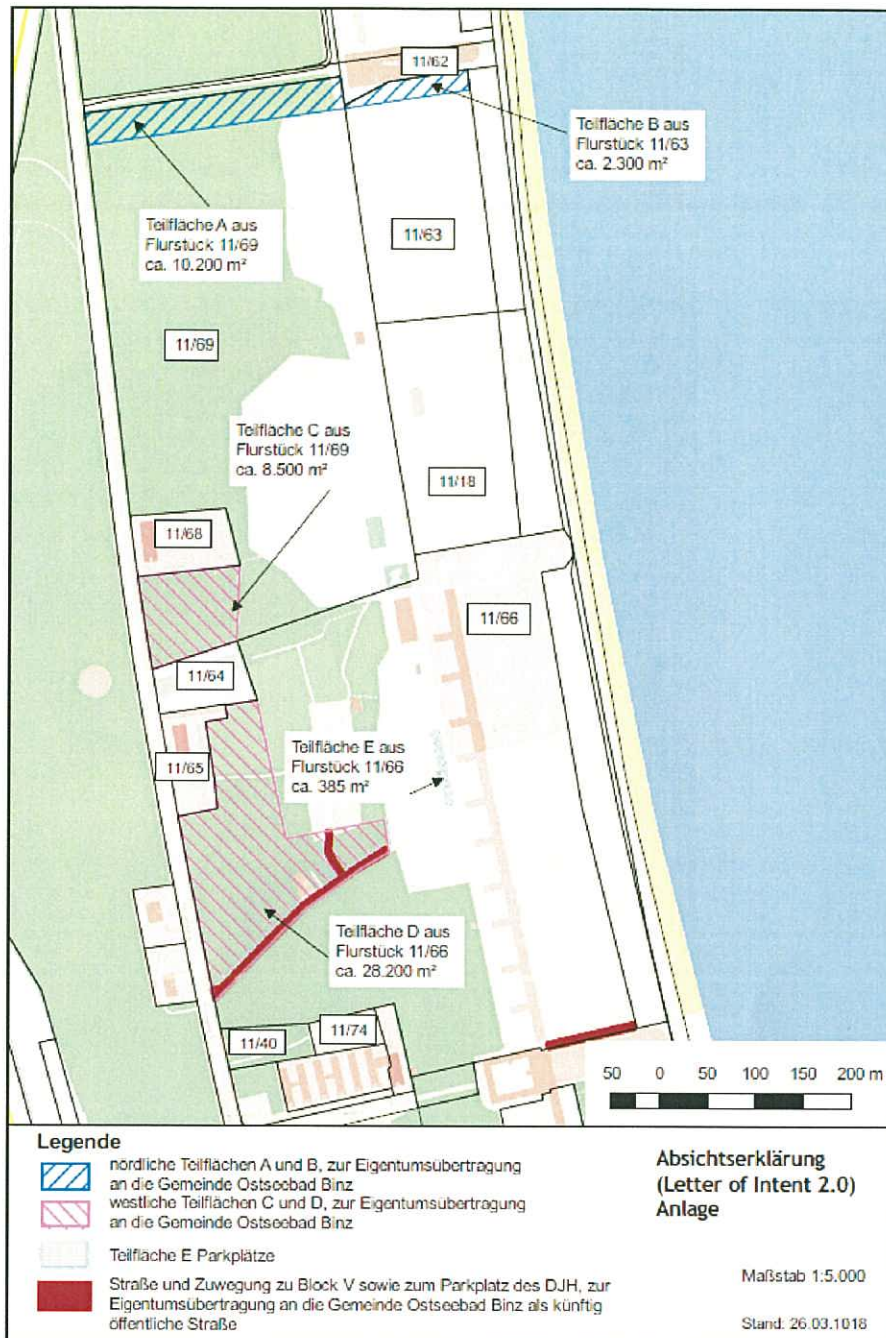 11/62
Teilfläche B aus
Flurstück 11/63
ca. 2.300 m²
Teilfläche A aus
Flurstuck 11/69
ca. 10.200 m²
11/63
11/69
Teilfläche C aus
Flurstück 11/69
ca. 8.500 m²
11/18
11/68
11/66
11/64
Teilfläche E aus
Flurstück 11/66
ca. 385 m²
11/65
Teilfläche D aus
Flurstück 11/66
ca. 28.200 m²
11/40
11/74
50 0 50 100 150 200 m
Legende
nördliche Teilflächen A und B, zur Eigentumsübertragung
an die Gemeinde Ostseebad Binz
westliche Teilflächen C und D, zur Eigentumsübertragung
an die Gemeinde Ostseebad Binz
Teilfläche E Parkplätze
Straße und Zuwegung zu Block V sowie zum Parkplatz des DJH, zur
Eigentumsübertragung an die Gemeinde Ostseebad Binz als künftig
öffentliche Straße
Absichtserklärung
(Letter of Intent 2.0)
Anlage
Maßstab 1:5.000
Stand: 26.03.1018